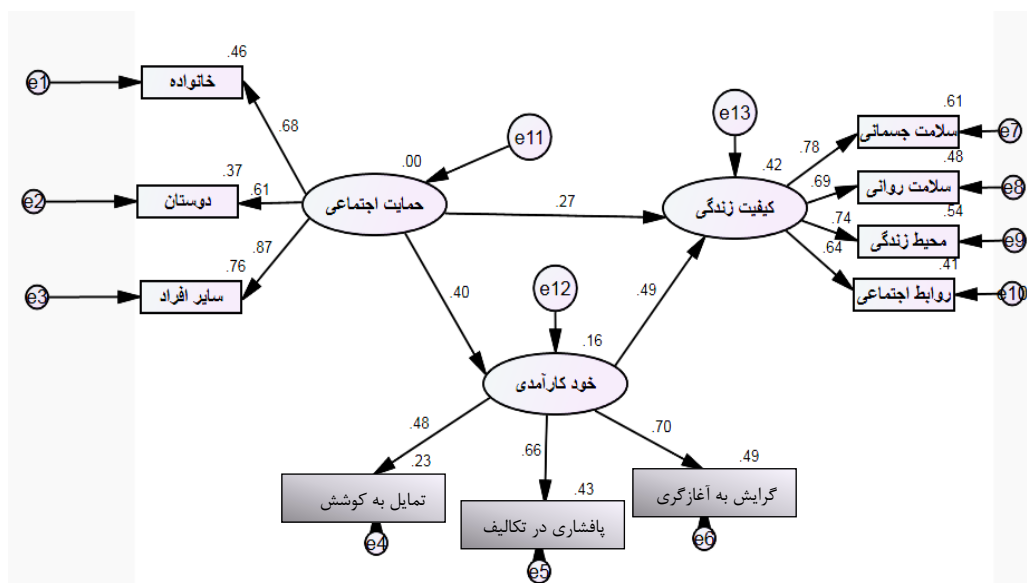 .46
e1
خانواده
.68
.37
e2
دوستان
.61
.87
.76
e3
سایر افراد
e11
.00
حمایت اجتماعی
.27
.40
e13
.42
کیفیت زندگی
.49
.61
سلامت جسمانی
e7
.78
.48
سلامت روانی
e8
.69
.54
محیط زندگی
e9
.74
.41
روابط اجتماعی
e10
.64
e12
.16
خود کارآمدی
.48
.23
تمایل به کوشش
e4
.66
.43
پافشاری در تکالیف
e5
.70
.49
گرایش به آغازگری
e6